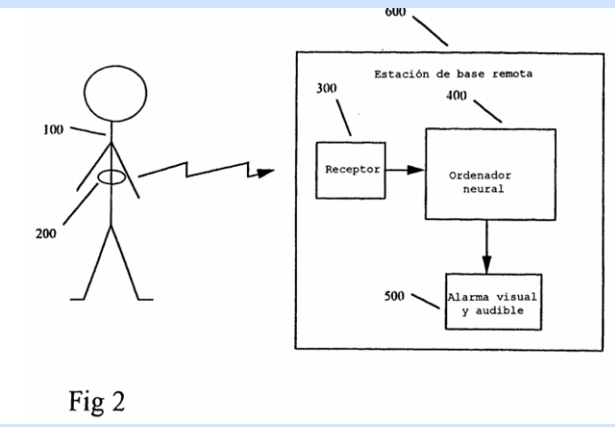 600
Estación de base remota
300
400
100
Receptor
Ordenador
neural
200
500
Alarma visual
y audible
Fig 2